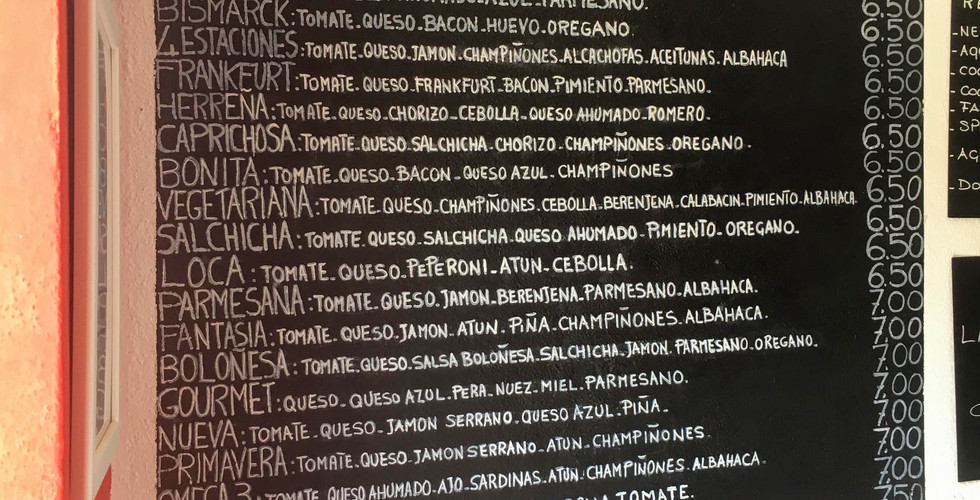 PARMESANO. 6.50
BISMARCK: TOMATE.QUESO.BACON.HUEVO.OREGANO. 6.50
4 ESTACIONES: TOMATE.QUESO.JAMON.CHAMPIÑONES.ALCACHOFAS.ACEITUNAS.ALBAHACA 6.50
FRANKFURT: TOMATE.QUESO.FRANKFURT.BACON.PIMIENTO.PARMESANO. 6.50
HERRENA: TOMATE.QUESO.CHORIZO.CEBOLLA.QUESO AHUMADO.ROMERO. 6.50
CAPRICHOSA: TOMATE.QUESO.SALCHICHA.CHORIZO.CHAMPIÑONES.OREGANO. 6.50
BONITA: TOMATE.QUESO.BACON.QUESO AZUL.CHAMPIÑONES 6.50
VEGETARIANA: TOMATE.QUESO.CHAMPIÑONES.CEBOLLA.BERENJENA.CALABACIN.PIMIENTO.ALBAHACA. 6.50
SALCHICHA: TOMATE.QUESO.SALCHICHA.QUESO AHUMADO.PIMIENTO.OREGANO. 6.50
LOCA: TOMATE.QUESO.PEPERONI.ATUN.CEBOLLA. 6.50
PARMESANA: TOMATE.QUESO.JAMON.BERENJENA.PARMESANO.ALBAHACA. 6.50
FANTASIA: TOMATE.QUESO.JAMON.ATUN.PIÑA.CHAMPIÑONES.ALBAHACA. 7.00
BOLOÑESA: TOMATE.QUESO.SALSA BOLOÑESA.SALCHICHA.JAMON.PARMESANO.OREGANO. 7.00
GOURMET: QUESO.QUESO AZUL.PERA.NUEZ.MIEL.PARMESANO. 7.00
NUEVA: TOMATE.QUESO.JAMON SERRANO.QUESO AZUL.PIÑA. 7.00
PRIMAVERA: TOMATE.QUESO.JAMON SERRANO.ATUN.CHAMPIÑONES. 7.00
OMEGA 3: TOMATE.QUESO AHUMADO.AJO.SARDINAS.ATUN.CHAMPIÑONES.ALBAHACA. 7.00
TOMATE. 7.00